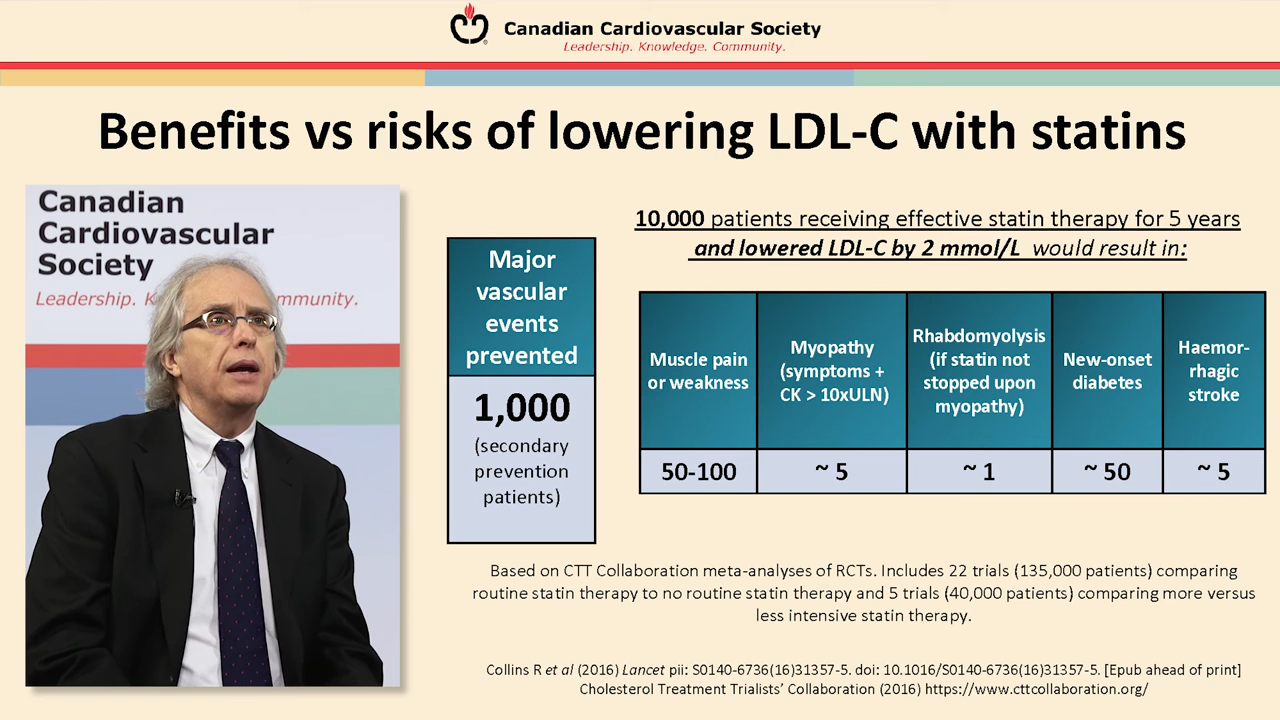 Canadian Cardiovascular Society
Leadership. Knowledge. Community.
Benefits vs risks of lowering LDL-C with statins
Canadian
Cardiovascular
Society
Leadership. K mmunity.
Major
vascular
events
prevented
1,000
(secondary
prevention
patients)
10,000 patients receiving effective statin therapy for 5 years
and lowered LDL-C by 2 mmol/L would result in:
Muscle pain
or weakness
Myopathy
(symptoms +
CK > 10xULN)
Rhabdomyolysis
(if statin not
stopped upon
myopathy)
New-onset
diabetes
Haemor-
rhagic
stroke
50-100
~ 5
~ 1
~ 50
~ 5
Based on CTT Collaboration meta-analyses of RCTs. Includes 22 trials (135,000 patients) comparing
routine statin therapy to no routine statin therapy and 5 trials (40,000 patients) comparing more versus
less intensive statin therapy.
Collins R et al (2016) Lancet pii: S0140-6736(16)31357-5. doi: 10.1016/S0140-6736(16)31357-5. [Epub ahead of print]
Cholesterol Treatment Trialists’ Collaboration (2016) https://www.cttcollaboration.org/